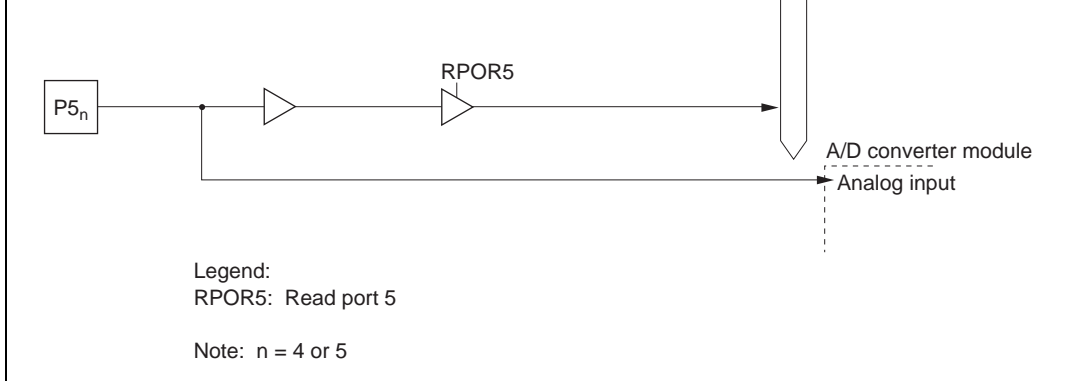 RPOR5
P5n
A/D converter module
Analog input
Legend:
RPOR5: Read port 5
Note: n = 4 or 5